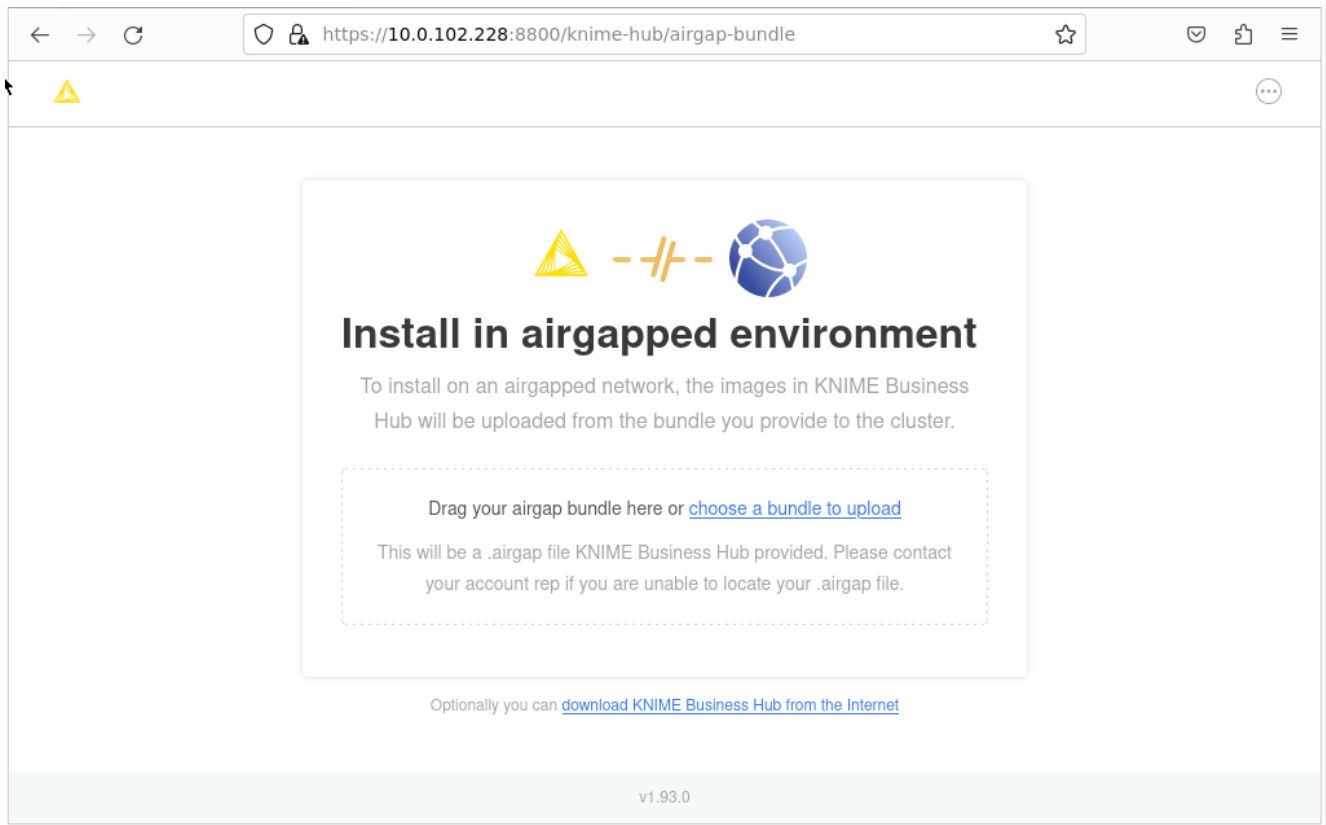 https://10.0.102.228:8800/knime-hub/airgap-bundle
Install in airgapped environment
To install on an airgapped network, the images in KNIME Business
Hub will be uploaded from the bundle you provide to the cluster.
Drag your airgap bundle here or choose a bundle to upload
This will be a .airgap file KNIME Business Hub provided. Please contact
your account rep if you are unable to locate your .airgap file.
Optionally you can download KNIME Business Hub from the Internet
v1.93.0